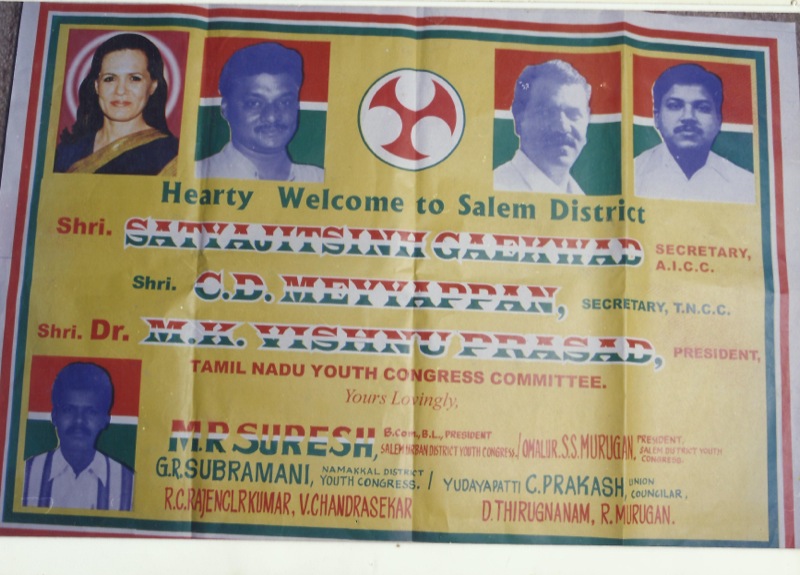 Hearty Welcome to Salem District
Shri. SATYAJITSINH GAEKWAD SECRETARY, A.I.C.C.
Shri. C.D. MEYYAPPAN, SECRETARY, T.N.C.C.
Shri. Dr. M.K. VISHNU PRASAD, PRESIDENT,
TAMIL NADU YOUTH CONGRESS COMMITTEE.
Yours Lovingly,
M.R SURESH, B.Com., B.L., PRESIDENT SALEM URBAN DISTRICT YOUTH CONGRESS. / OMALUR. S.S. MURUGAN, PRESIDENT. SALEM DISTRICT YOUTH CONGRESS.
G.R. SUBRAMANI, NAMAKKAL DISTRICT YOUTH CONGRESS. / YUDAYAPATTI C. PRAKASH, UNION COUNCILAR,
R.C. RAJENCLRKUMAR, V. CHANDRASEKAR D. THIRUGNANAM, R. MURUGAN.